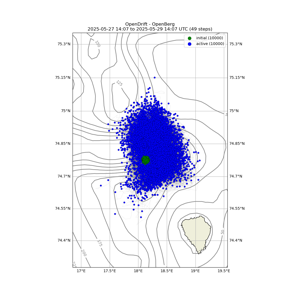 OpenDrift - OpenBerg
2025-05-27 14:07 to 2025-05-29 14:07 UTC (49 steps)
initial (10000)
active (10000)
75.3°N 75.3°N
75.15°N 75.15°N
75°N 75°N
74.85°N 74.85°N
74.7°N 74.7°N
74.55°N 74.55°N
74.4°N 74.4°N
17°E 17.5°E 18°E 18.5°E 19°E 19.5°E